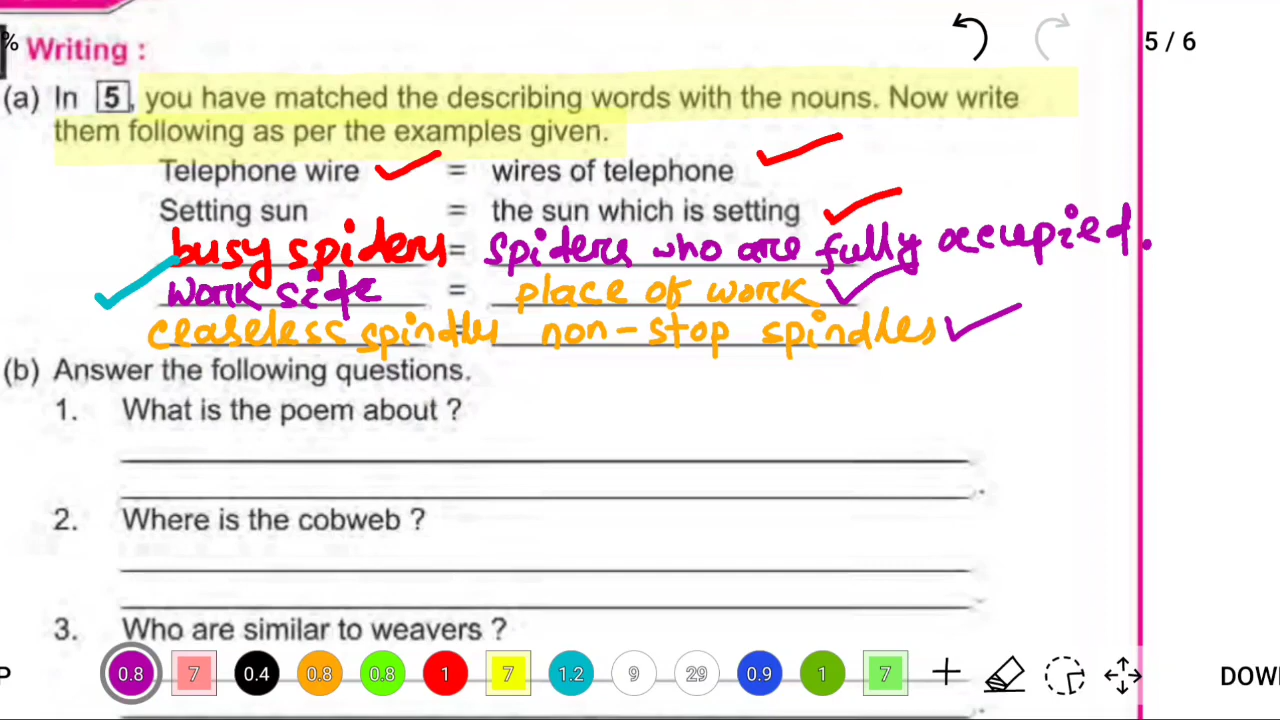 Writing :
5 / 6
(a) In 5, you have matched the describing words with the nouns. Now write
them following as per the examples given.
Telephone wire = wires of telephone
Setting sun = the sun which is setting
busy spiders = spiders who are fully occupied.
work site = place of work
ceaseless spindly = non-stop spindles
(b) Answer the following questions.
1. What is the poem about ?
2. Where is the cobweb ?
3. Who are similar to weavers ?
P 0.8 7 0.4 0.8 0.8 1 7 1.2 9 29 0.9 1 7 DOW